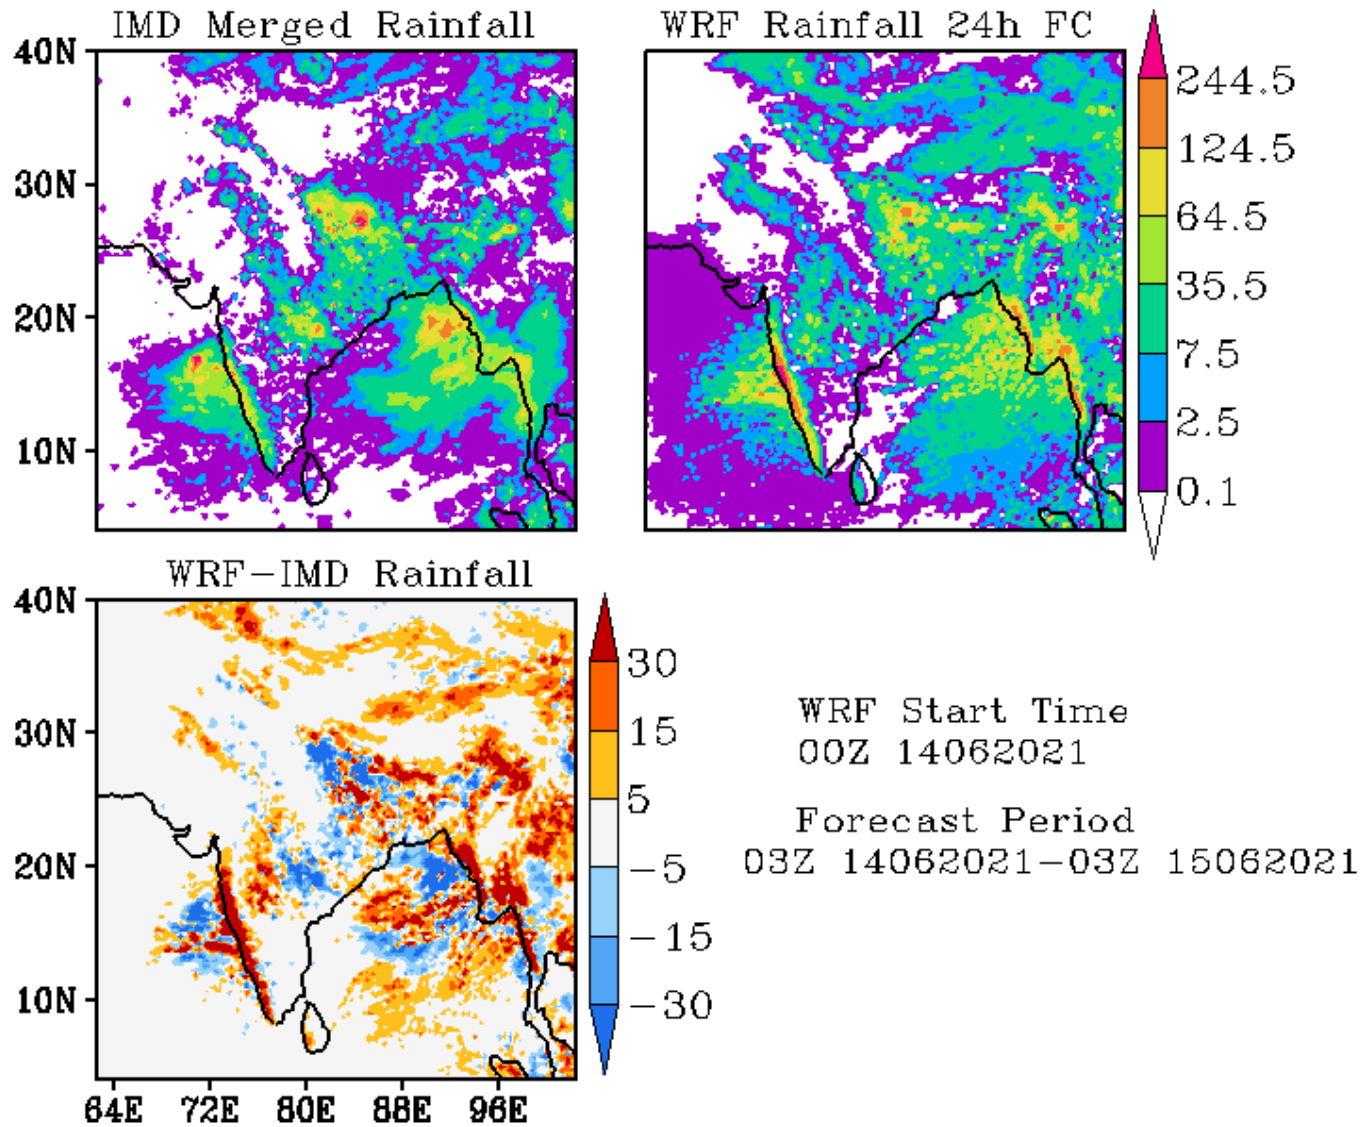 IMD Merged Rainfall
WRF Rainfall 24h FC
40N
30N
20N
10N
244.5
124.5
64.5
35.5
7.5
2.5
0.1
WRF-IMD Rainfall
40N
30N
20N
10N
64E 72E 80E 88E 96E
30
15
5
-5
-15
-30
WRF Start Time
00Z 14062021
Forecast Period
03Z 14062021-03Z 15062021